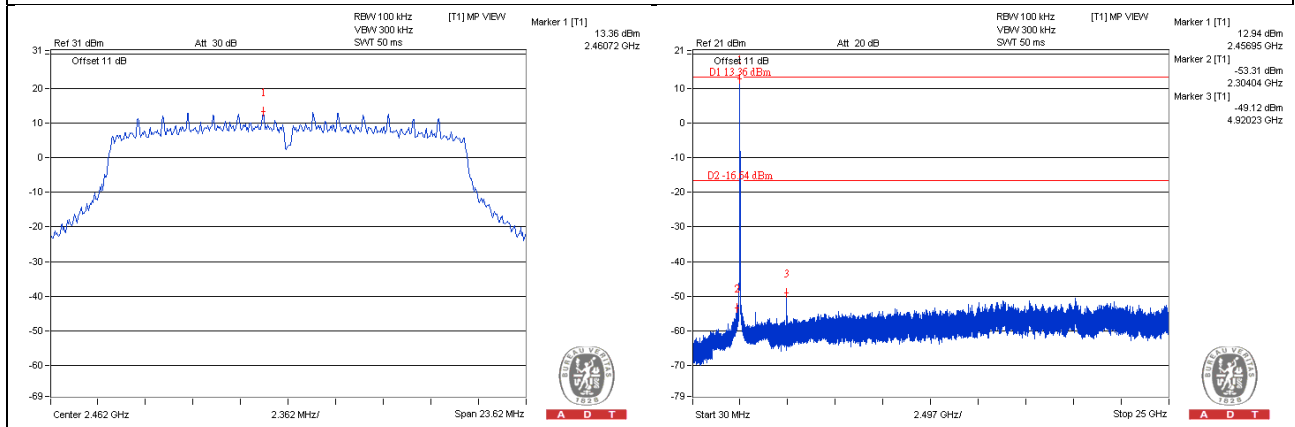 RBW 100 kHz [T1] MP VIEW
VBW 300 kHz
Ref 31 dBm Att 30 dB SWT 50 ms
Marker 1 [T1]
13.36 dBm
2.46072 GHz
31
Offset 11 dB
20
10
0
-10
-20
-30
-40
-50
-60
-69
1
Center 2.462 GHz 2.362 MHz/ Span 23.62 MHz
BUREAU VERITAS
1828
A D T
RBW 100 kHz [T1] MP VIEW
VBW 300 kHz
Ref 21 dBm Att 20 dB SWT 50 ms
Marker 1 [T1]
12.94 dBm
2.45695 GHz
Marker 2 [T1]
-53.31 dBm
2.30404 GHz
Marker 3 [T1]
-49.12 dBm
4.92023 GHz
21
Offset 11 dB
D1 13.36 dBm
10
0
-10
D2 -16.64 dBm
-20
-30
-40
-50
-60
-70
-79
2
3
Start 30 MHz 2.497 GHz/ Stop 25 GHz
BUREAU VERITAS
1828
A D T